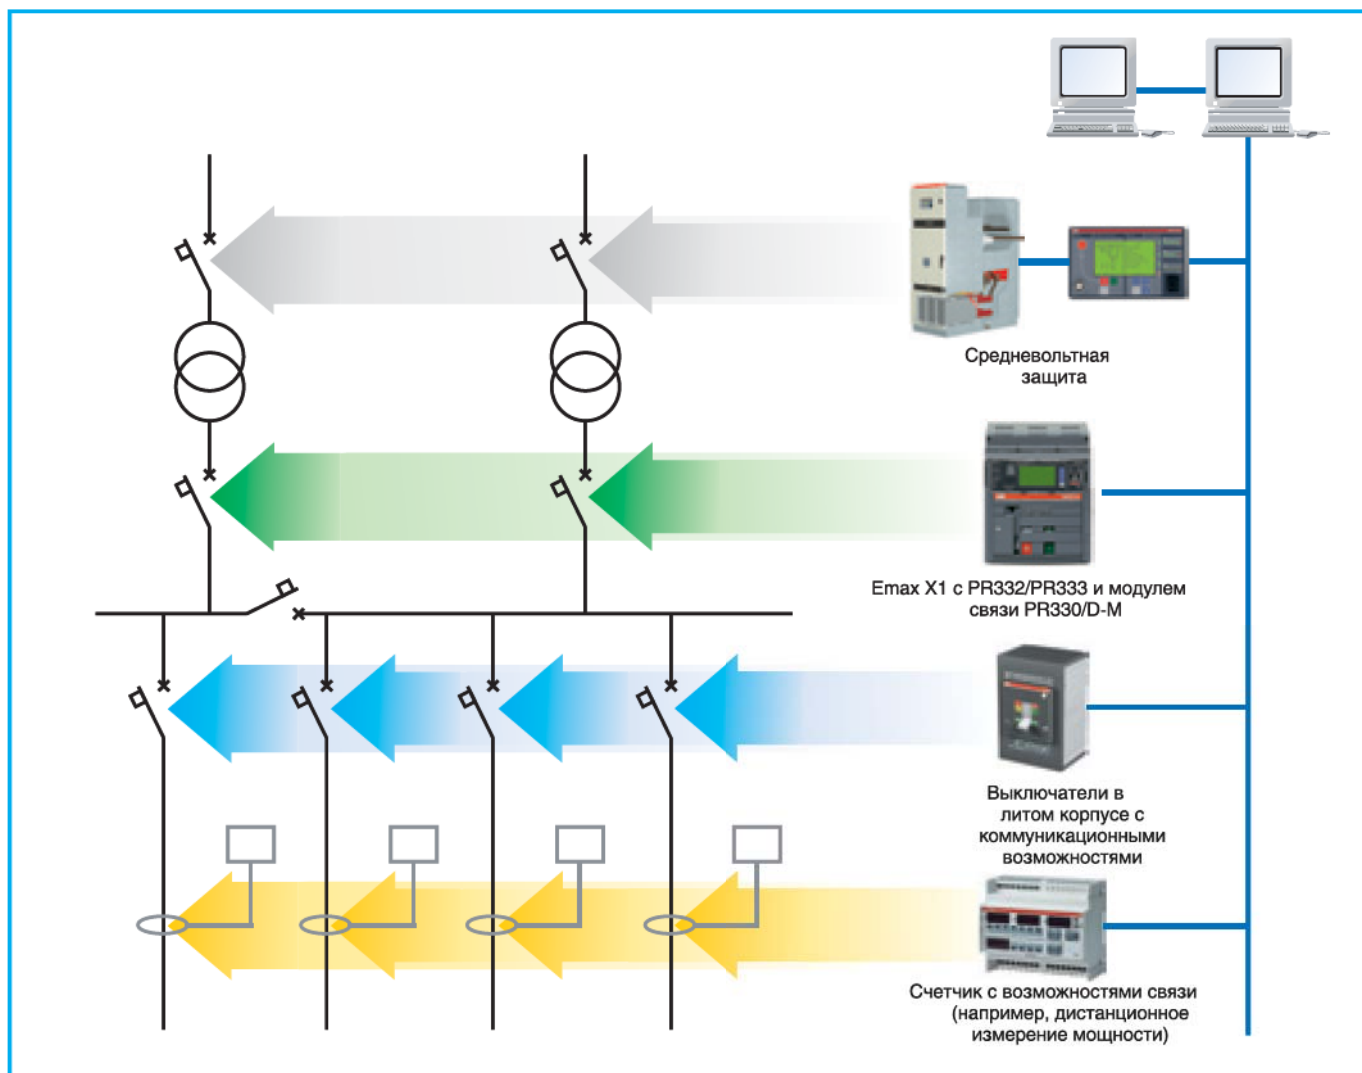 Средневольтная
защита
Emax X1 с PR332/PR333 и модулем
связи PR330/D-M
Выключатели в
литом корпусе с
коммуникационными
возможностями
Счетчик с возможностями связи
(например, дистанционное
измерение мощности)